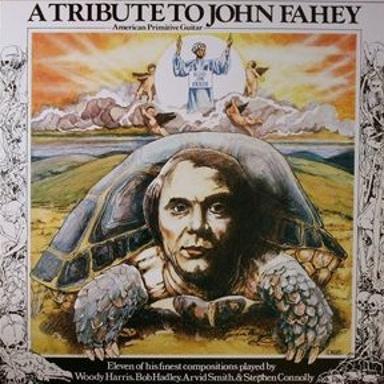 A TRIBUTE TO JOHN FAHEY
American Primitive Guitar
Eleven of his finest compositions played by
Woody Harris, Bob Hadley, Arvid Smith, & Stephen Connolly